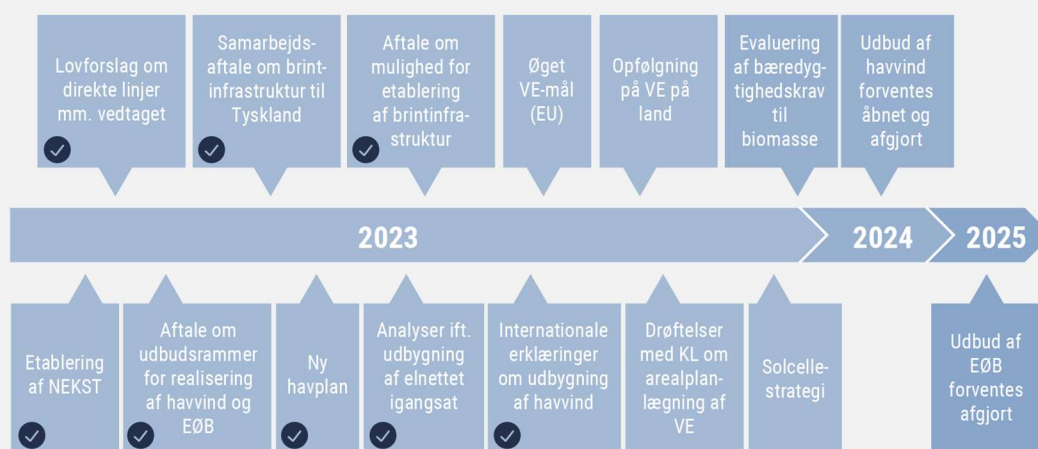 Lovforslag om
direkte linjer
mm. vedtaget
Samarbejds-
aftale om brint-
infrastruktur til
Tyskland
Aftale om
mulighed for
etablering
af brintinfra-
struktur
Øget
VE-mål
(EU)
Opfølgning
på VE på
land
Evaluering
af bæredyg-
tighedskrav
til
biomasse
Udbud af
havvind
forventes
åbnet og
afgjort
2023
2024
2025
Etablering
af NEKST
Aftale om
udbudsrammer
for realisering
af havvind og
EØB
Ny
havplan
Analyser ift.
udbygning
af elnettet
igangsat
Internationale
erklæringer
om udbygning
af havvind
Drøftelser
med KL om
arealplan-
lægning af
VE
Solcelle-
strategi
Udbud af
EØB
forventes
afgjort